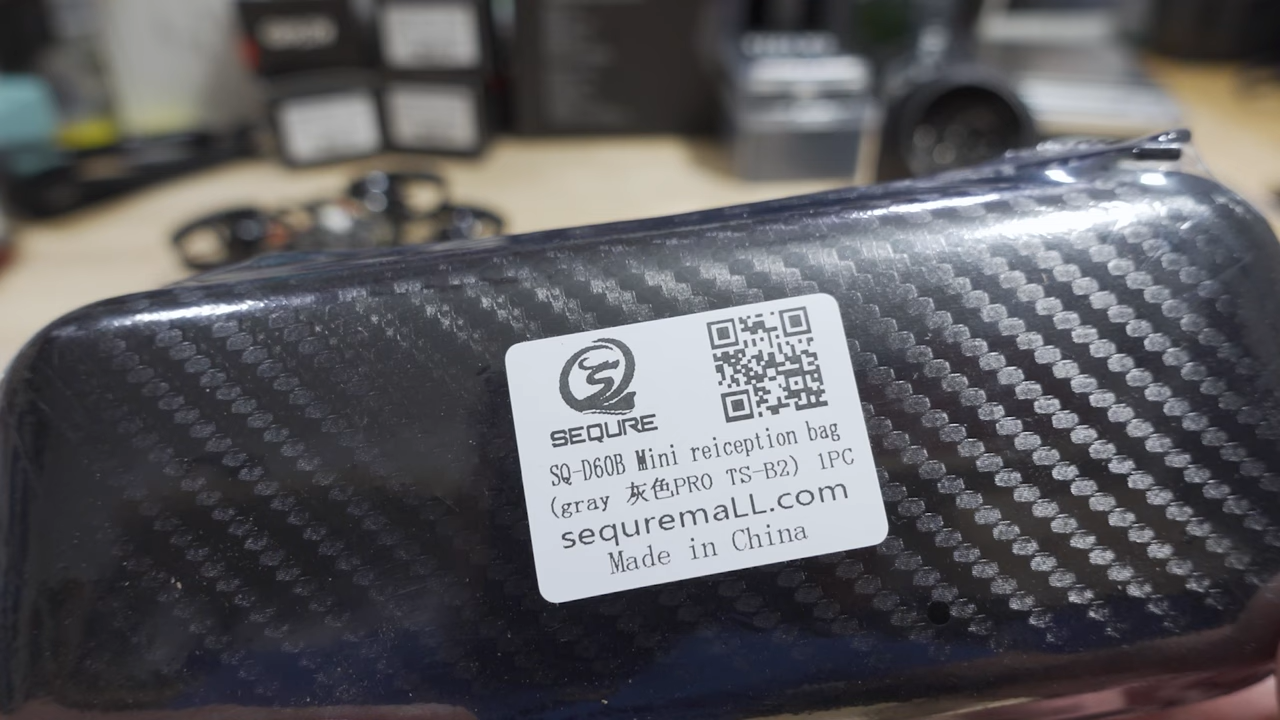 SEQURE
SQ-D60B Mini reiception bag
(gray 灰色PRO TS-B2) 1PC
sequremaLL.com
Made in China